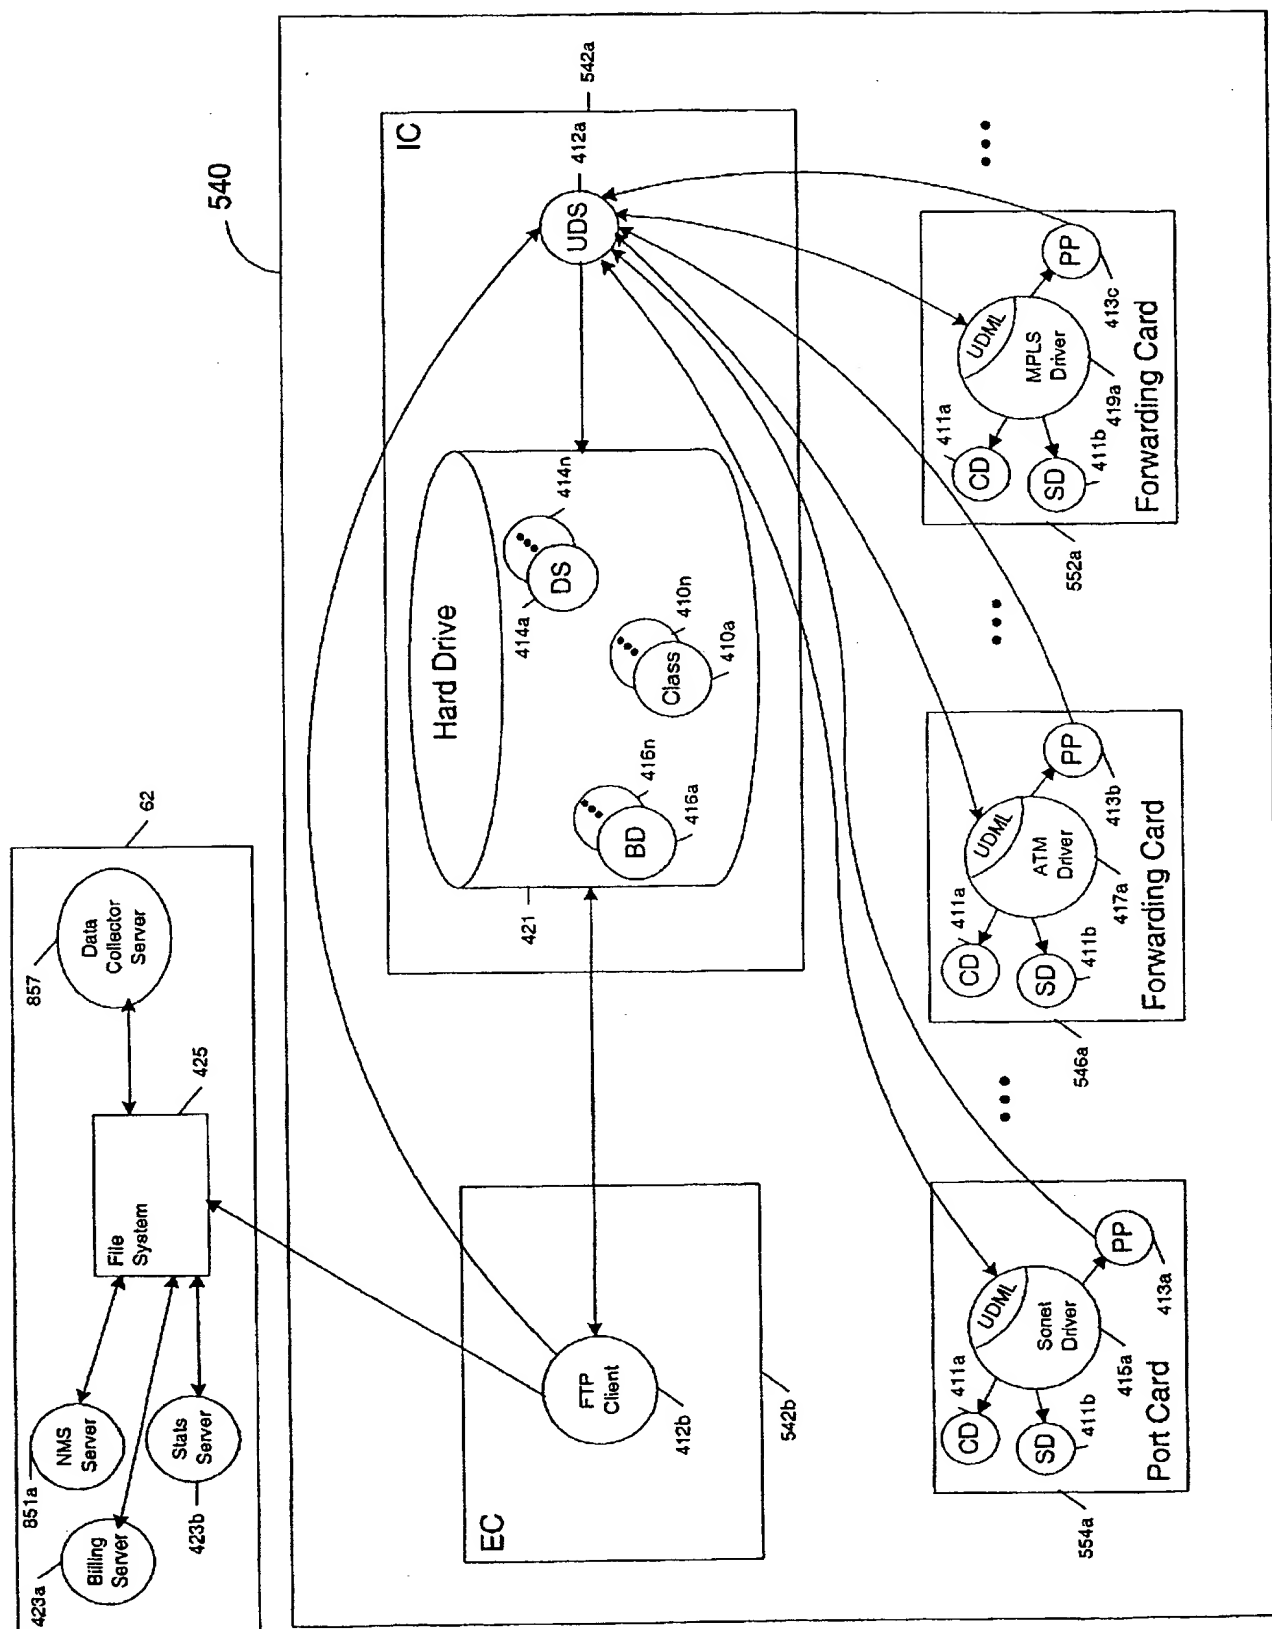 62
857
Data
Collector
Server
425
File
System
851a
NMS
Server
Stats
Server
423b
423a
Billing
Server
540
IC
542a
412a
UDS
Hard Drive
414n
DS
414a
410n
Class
410a
416n
BD
416a
421
EC
FTP
Client
412b
542b
UDML
MPLS
Driver
PP
413c
419a
CD
411a
SD
411b
Forwarding Card
552a
UDML
ATM
Driver
PP
413b
417a
CD
411a
SD
411b
Forwarding Card
546a
UDML
Sonet
Driver
PP
413a
415a
CD
411a
SD
411b
Port Card
554a